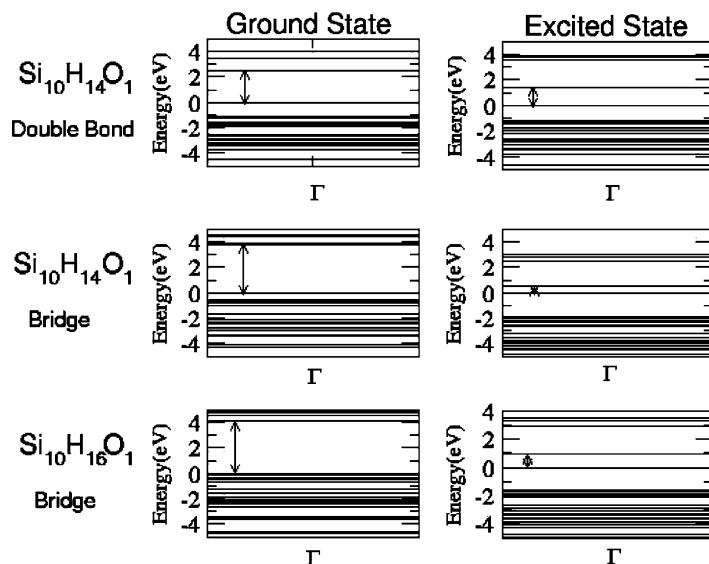 Ground State
Excited State
Si10H14O1
Double Bond
Energy(eV)
4
2
0
-2
-4
Γ
Energy(eV)
4
2
0
-2
-4
Γ
Si10H14O1
Bridge
Energy(eV)
4
2
0
-2
-4
Γ
Energy(eV)
4
2
0
-2
-4
Γ
Si10H16O1
Bridge
Energy(eV)
4
2
0
-2
-4
Γ
Energy(eV)
4
2
0
-2
-4
Γ